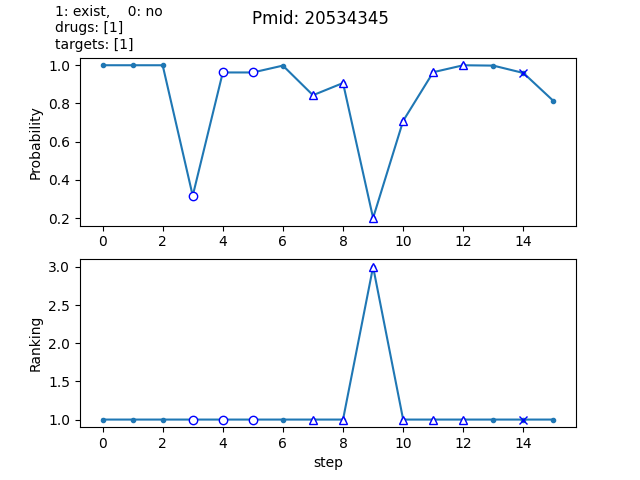 1: exist,    0: no
drugs: [1]
targets: [1]
Pmid: 20534345
1.0
0.8
0.6
0.4
0.2
Probability
0 2 4 6 8 10 12 14
3.0
2.5
2.0
1.5
1.0
Ranking
0 2 4 6 8 10 12 14
step